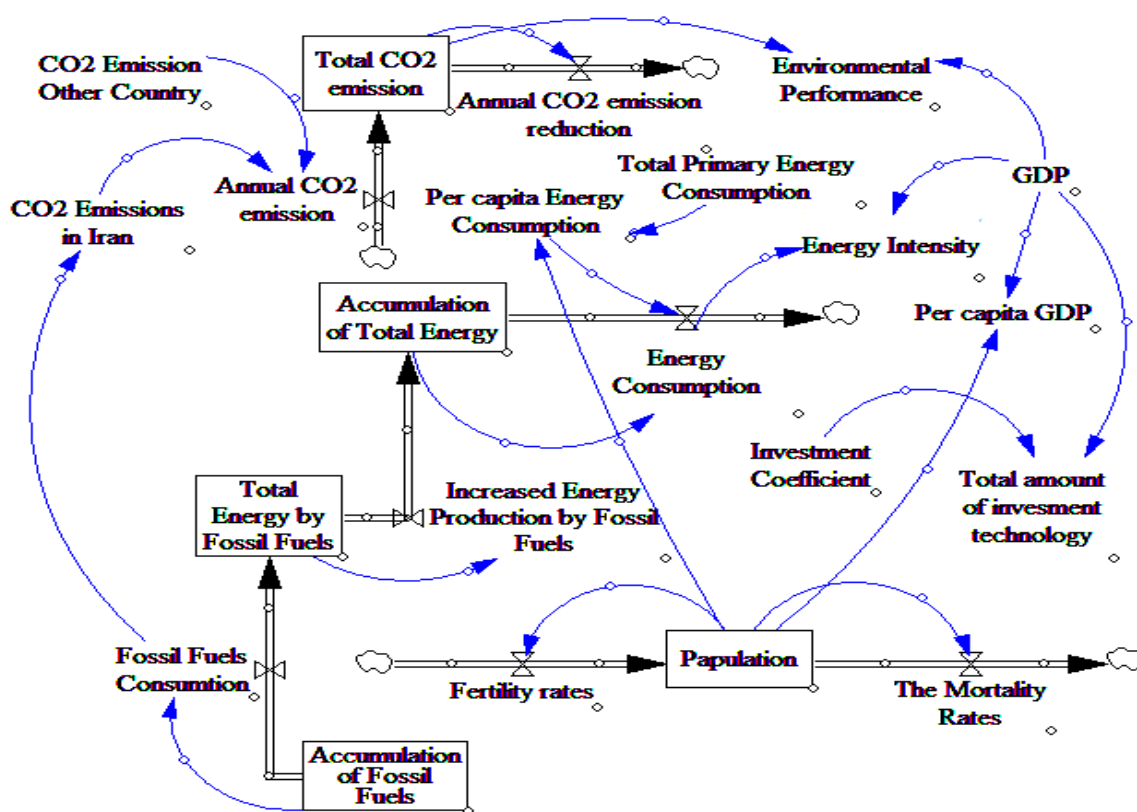 Total CO2
emission
CO2 Emission
Other Country
Environmental
Performance
Annual CO2 emission
reduction
Total Primary Energy
Consumption
GDP
Annual CO2
emission
Per capita Energy
Consumption
CO2 Emissions
in Iran
Energy Intensity
Accumulation
of Total Energy
Per capita GDP
Energy
Consumption
Investment
Coefficient
Total amount
of invesment
technology
Total
Energy by
Fossil Fuels
Increased Energy
Production by Fossil
Fuels
Fossil Fuels
Consumtion
Fertility rates
Papulation
The Mortality
Rates
Accumulation
of Fossil
Fuels